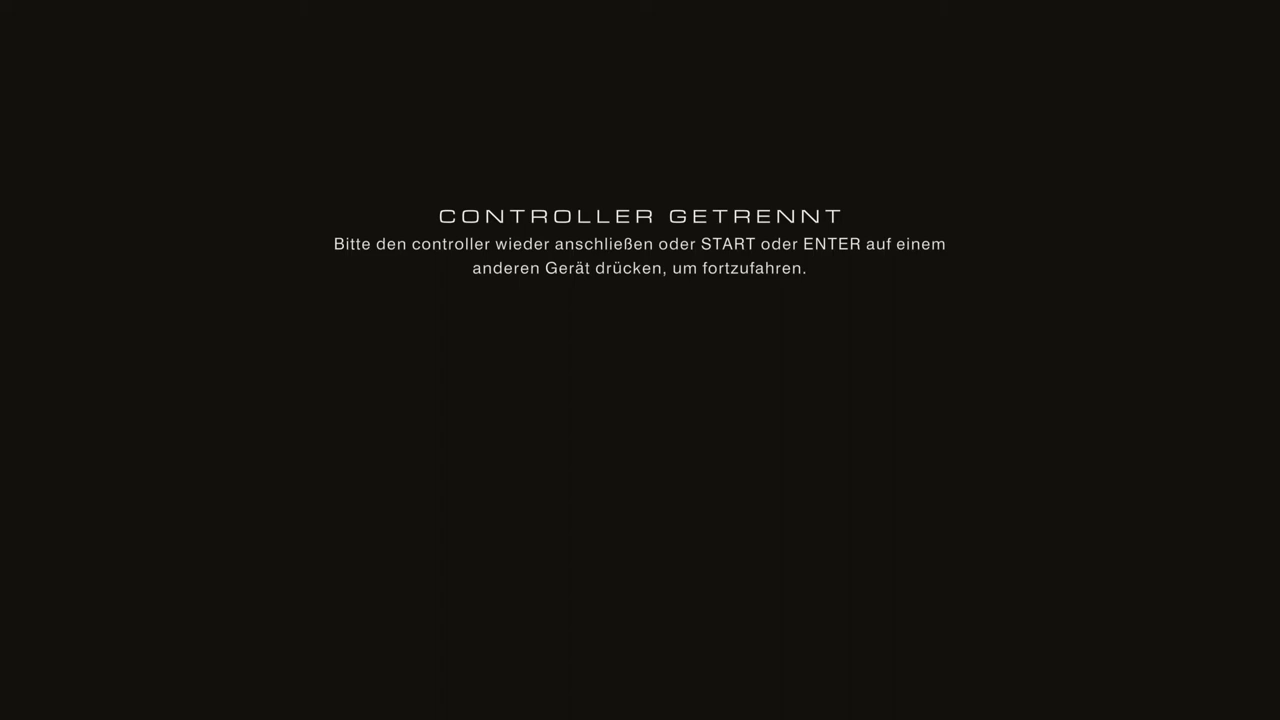 CONTROLLER GETRENNT
Bitte den controller wieder anschließen oder START oder ENTER auf einem
anderen Gerät drücken, um fortzufahren.